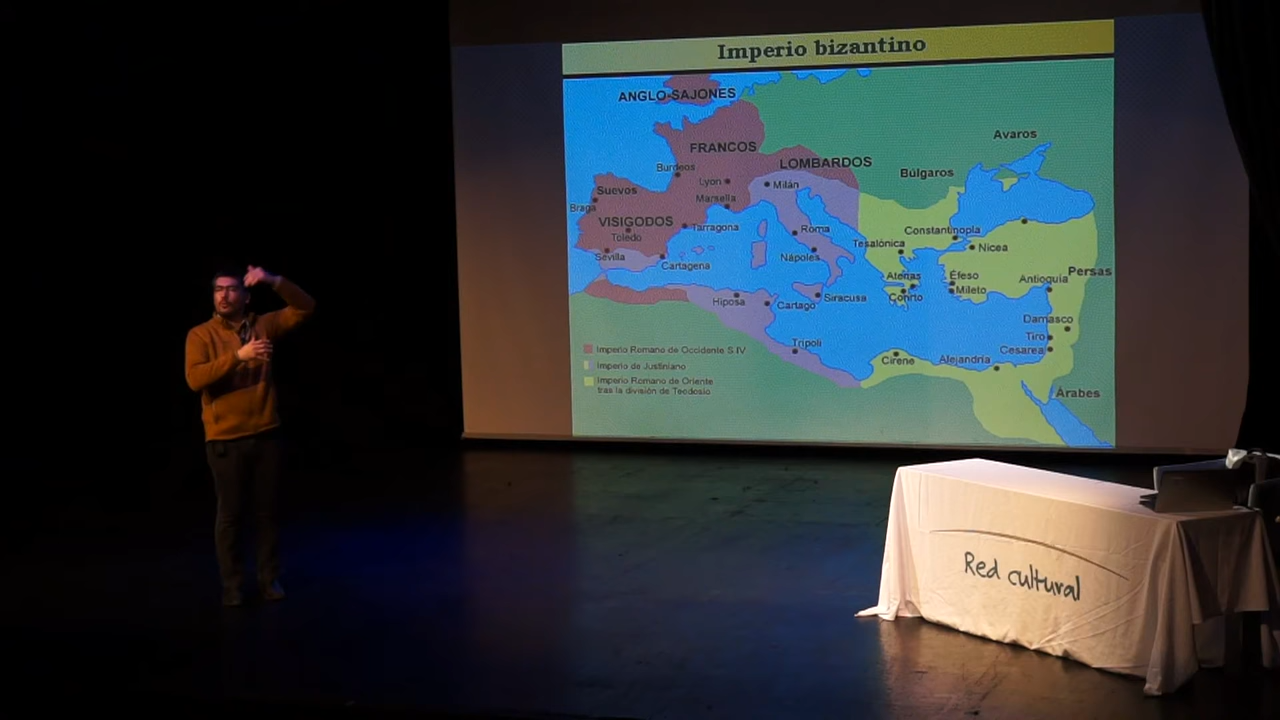 Imperio bizantino
ANGLO-SAJONES
Avaros
FRANCOS
LOMBARDOS
Burdeos
Búlgaros
Lyon
Milán
Suevos
Marsella
Braga
VISIGODOS
Tarragona
Roma
Constantinopla
Toledo
Tesalónica
Nicea
Sevilla
Nápoles
Cartagena
Atenas
Éfeso
Antioquía
Persas
Mileto
Hiposa
Cartago
Siracusa
Corito
Damasco
Trípoli
Tiro
Cesarea
Imperio Romano de Occidente S.IV
Cirene
Alejandría
Imperio de Justiniano
Imperio Romano de Oriente
tras la división de Teodosio
Árabes
Red cultural